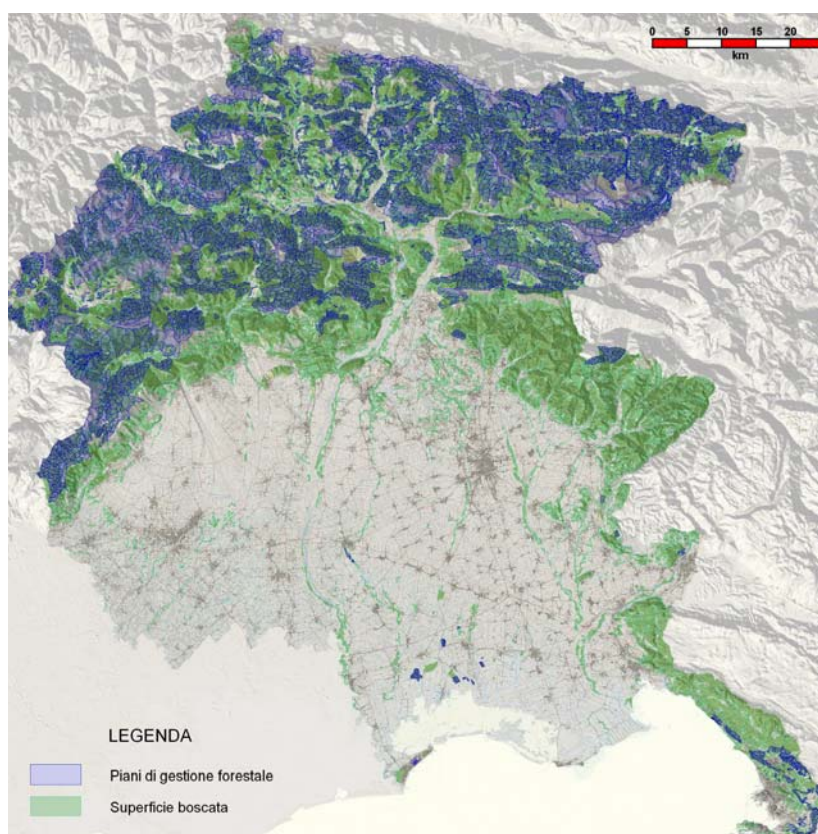 0 5 10 15 20
km
LEGENDA
Piani di gestione forestale
Superficie boscata